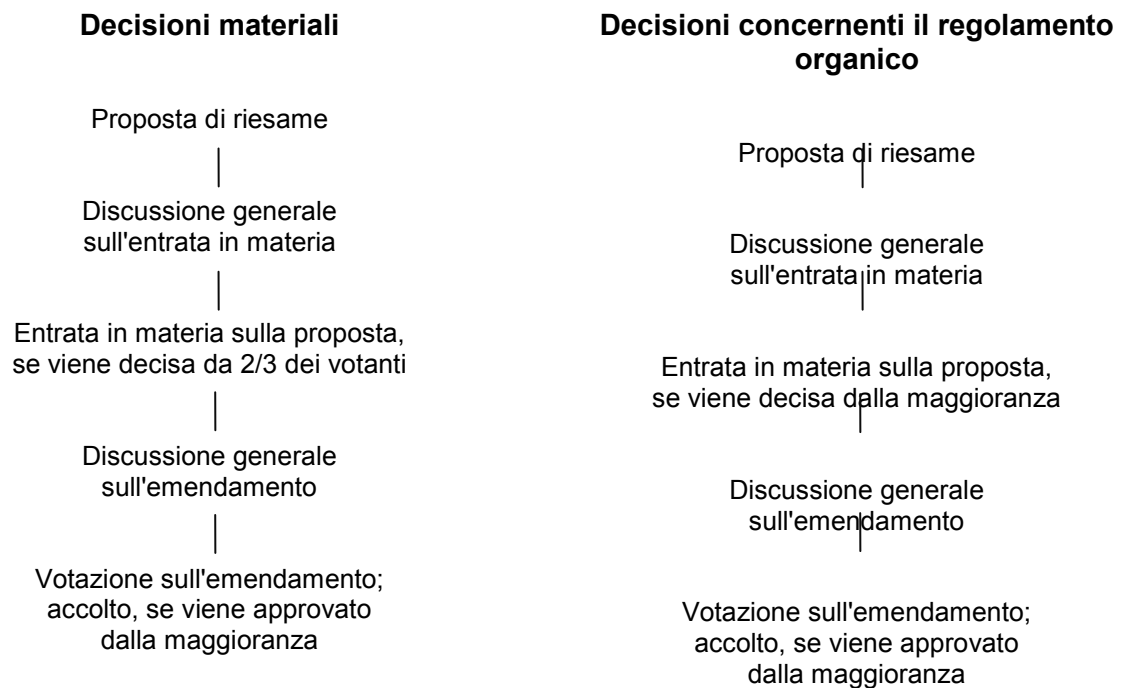 Decisioni materiali
Proposta di riesame
Discussione generale
sull'entrata in materia
Entrata in materia sulla proposta,
se viene decisa da 2/3 dei votanti
Discussione generale
sull'emendamento
Votazione sull'emendamento;
accolto, se viene approvato
dalla maggioranza
Decisioni concernenti il regolamento
organico
Proposta di riesame
Discussione generale
sull'entrata in materia
Entrata in materia sulla proposta,
se viene decisa dalla maggioranza
Discussione generale
sull'emendamento
Votazione sull'emendamento;
accolto, se viene approvato
dalla maggioranza